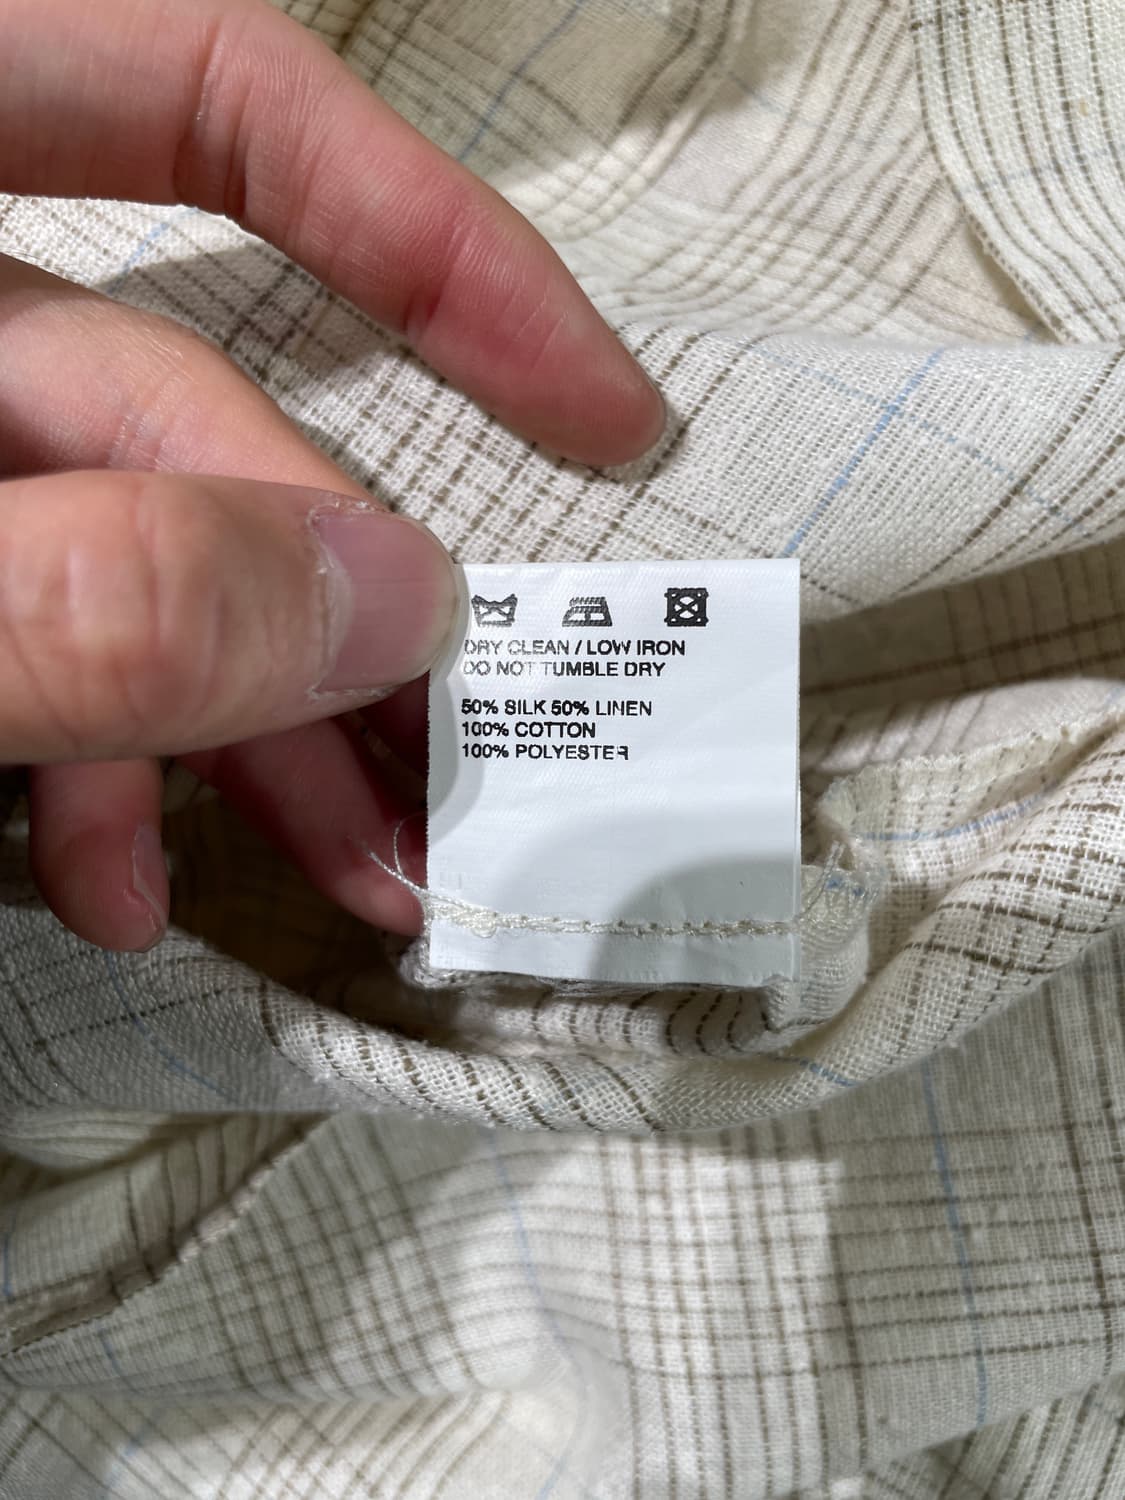 DRY CLEAN / LOW IRON
DO NOT TUMBLE DRY
50% SILK 50% LINEN
100% COTTON
100% POLYESTER